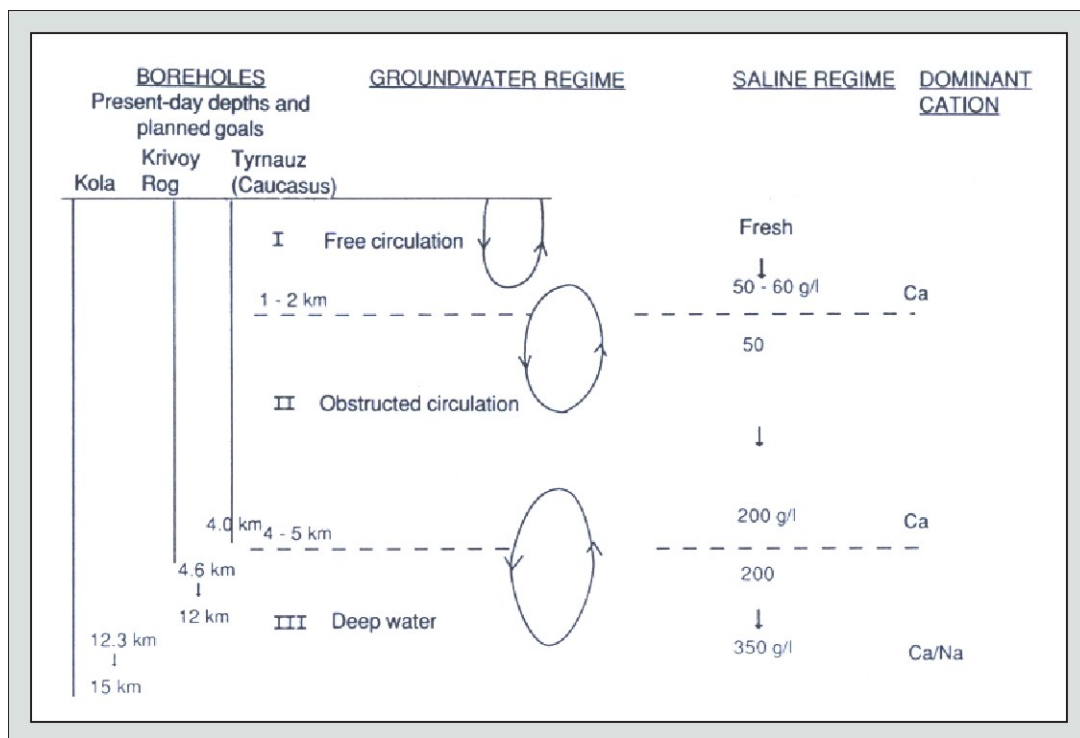 BOREHOLES
Present-day depths and
planned goals
Kola
Krivoy
Rog
Tyrnauz
(Caucasus)
GROUNDWATER REGIME
SALINE REGIME
DOMINANT
CATION
I Free circulation
Fresh
↓
50 - 60 g/l
Ca
1 - 2 km
50
II Obstructed circulation
↓
200 g/l
Ca
4.0 km
4 - 5 km
200
4.6 km
↓
12 km
III Deep water
↓
350 g/l
Ca/Na
12.3 km
↓
15 km